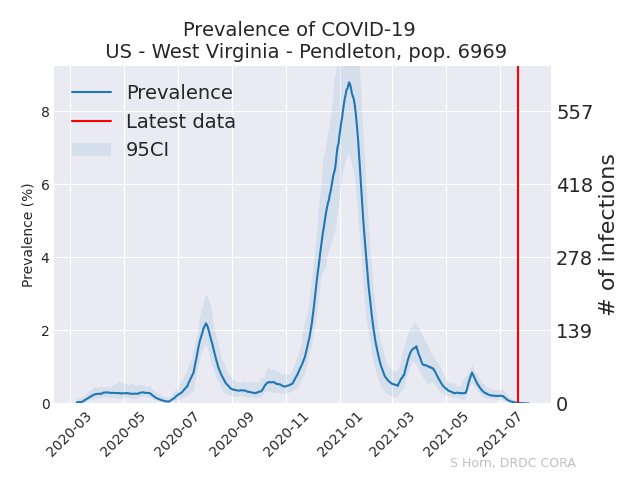 Prevalence of COVID-19
US - West Virginia - Pendleton, pop. 6969
Prevalence
Latest data
95CI
Prevalence (%)
8
6
4
2
0
557
418
278
139
0
# of infections
2020-03
2020-05
2020-07
2020-09
2020-11
2021-01
2021-03
2021-05
2021-07
S Horn, DRDC CORA